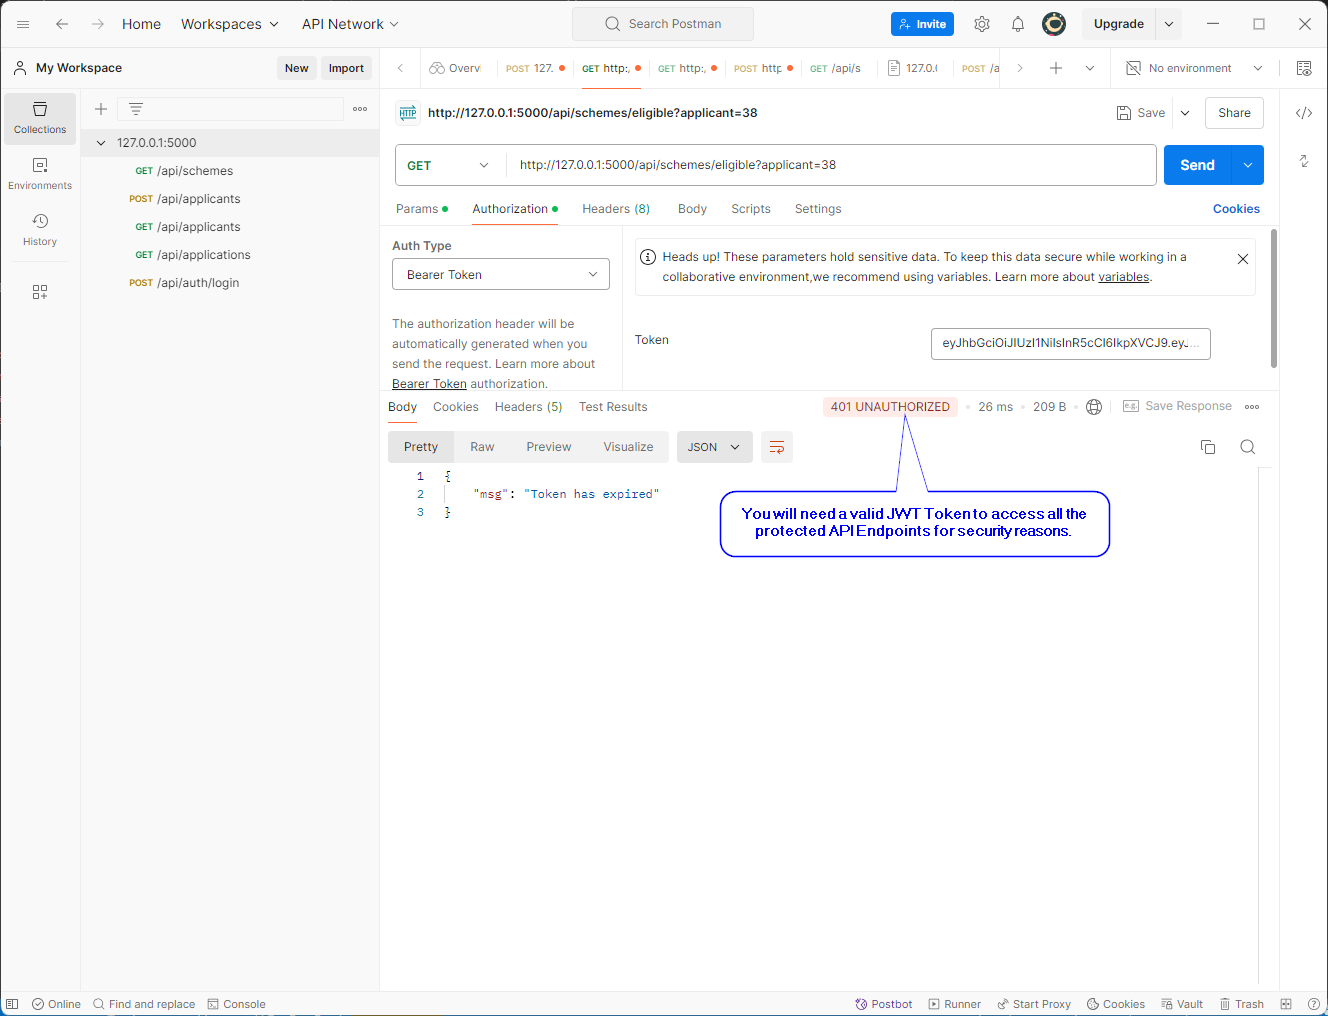 Home Workspaces API Network Search Postman Invite Upgrade
My Workspace New Import
Overvi POST 127. GET http:, GET http:; POST http GET /api/s 127.0.( POST /a No environment
Collections
Environments
History
127.0.0.1:5000
GET /api/schemes
POST /api/applicants
GET /api/applicants
GET /api/applications
POST /api/auth/login
HTTP http://127.0.0.1:5000/api/schemes/eligible?applicant=38 Save Share
GET http://127.0.0.1:5000/api/schemes/eligible?applicant=38 Send
Params Authorization Headers (8) Body Scripts Settings Cookies
Auth Type
Bearer Token
The authorization header will be
automatically generated when you
send the request. Learn more about
Bearer Token authorization.
Heads up! These parameters hold sensitive data. To keep this data secure while working in a
collaborative environment,we recommend using variables. Learn more about variables.
Token eyJhbGciOiJIUzI1NiIsInR5cCI6IkpXVCJ9.eyJ...
Body Cookies Headers (5) Test Results 401 UNAUTHORIZED 26 ms 209 B e.g. Save Response
Pretty Raw Preview Visualize JSON
1 {
2 "msg": "Token has expired"
3 }
You will need a valid JWT Token to access all the
protected API Endpoints for security reasons.
Online Find and replace Console Postbot Runner Start Proxy Cookies Vault Trash